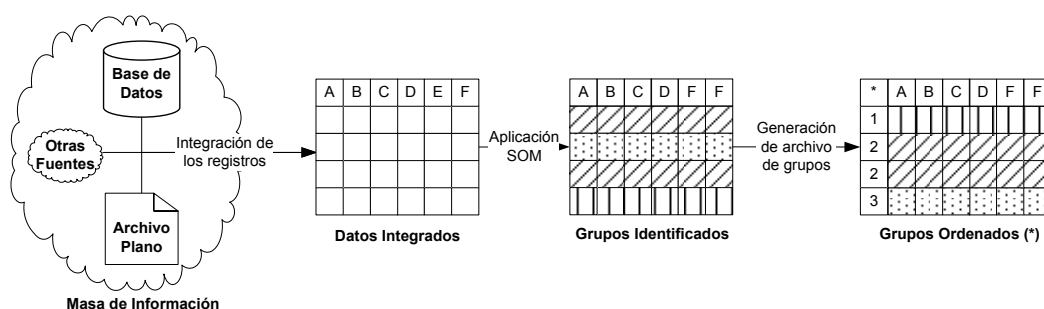 Base de
Datos
Otras
Fuentes
Archivo
Plano
Masa de Información
Integración de
los registros
A B C D E F
Datos Integrados
Aplicación
SOM
A B C D F F
Grupos Identificados
Generación
de archivo
de grupos
* A B C D F F
1
2
2
3
Grupos Ordenados (*)